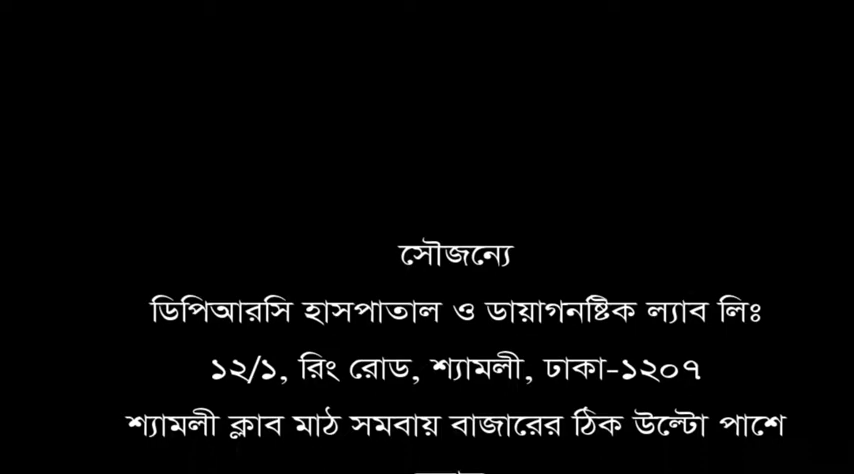 সৌজন্যে
ডিপিআরসি হাসপাতাল ও ডায়াগনষ্টিক ল্যাব লিঃ
১২/১, রিং রোড, শ্যামলী, ঢাকা-১২০৭
শ্যামলী ক্লাব মাঠ সমবায় বাজারের ঠিক উল্টো পাশে